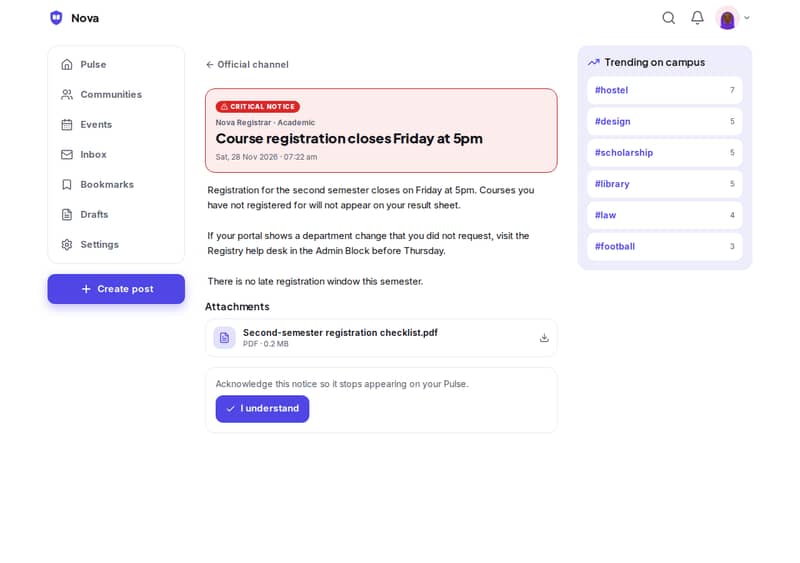 Nova
Pulse
Communities
Events
Inbox
Bookmarks
Drafts
Settings
Create post
Official channel
CRITICAL NOTICE
Nova Registrar · Academic
Course registration closes Friday at 5pm
Sat, 28 Nov 2026 · 07:22 am
Registration for the second semester closes on Friday at 5pm. Courses you
have not registered for will not appear on your result sheet.
If your portal shows a department change that you did not request, visit the
Registry help desk in the Admin Block before Thursday.
There is no late registration window this semester.
Attachments
Second-semester registration checklist.pdf
PDF · 0.2 MB
Acknowledge this notice so it stops appearing on your Pulse.
I understand
Trending on campus
#hostel 7
#design 5
#scholarship 5
#library 5
#law 4
#football 3